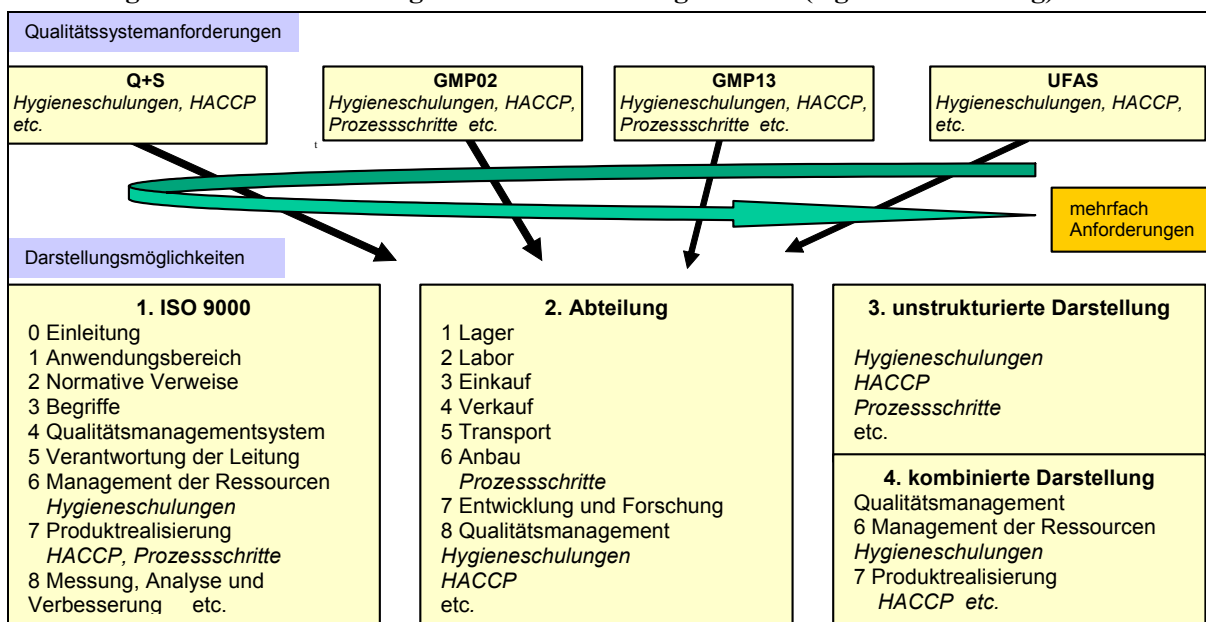 Qualitätssystemanforderungen
Q+S
Hygieneschulungen, HACCP
etc.
GMP02
Hygieneschulungen, HACCP,
Prozessschritte etc.
GMP13
Hygieneschulungen, HACCP,
Prozessschritte etc.
UFAS
Hygieneschulungen, HACCP,
etc.
t
mehrfach
Anforderungen
Darstellungsmöglichkeiten
1. ISO 9000
0 Einleitung
1 Anwendungsbereich
2 Normative Verweise
3 Begriffe
4 Qualitätsmanagementsystem
5 Verantwortung der Leitung
6 Management der Ressourcen
Hygieneschulungen
7 Produktrealisierung
HACCP, Prozessschritte
8 Messung, Analyse und
Verbesserung etc.
2. Abteilung
1 Lager
2 Labor
3 Einkauf
4 Verkauf
5 Transport
6 Anbau
Prozessschritte
7 Entwicklung und Forschung
8 Qualitätsmanagement
Hygieneschulungen
HACCP
etc.
3. unstrukturierte Darstellung
Hygieneschulungen
HACCP
Prozessschritte
etc.
4. kombinierte Darstellung
Qualitätsmanagement
6 Management der Ressourcen
Hygieneschulungen
7 Produktrealisierung
HACCP etc.